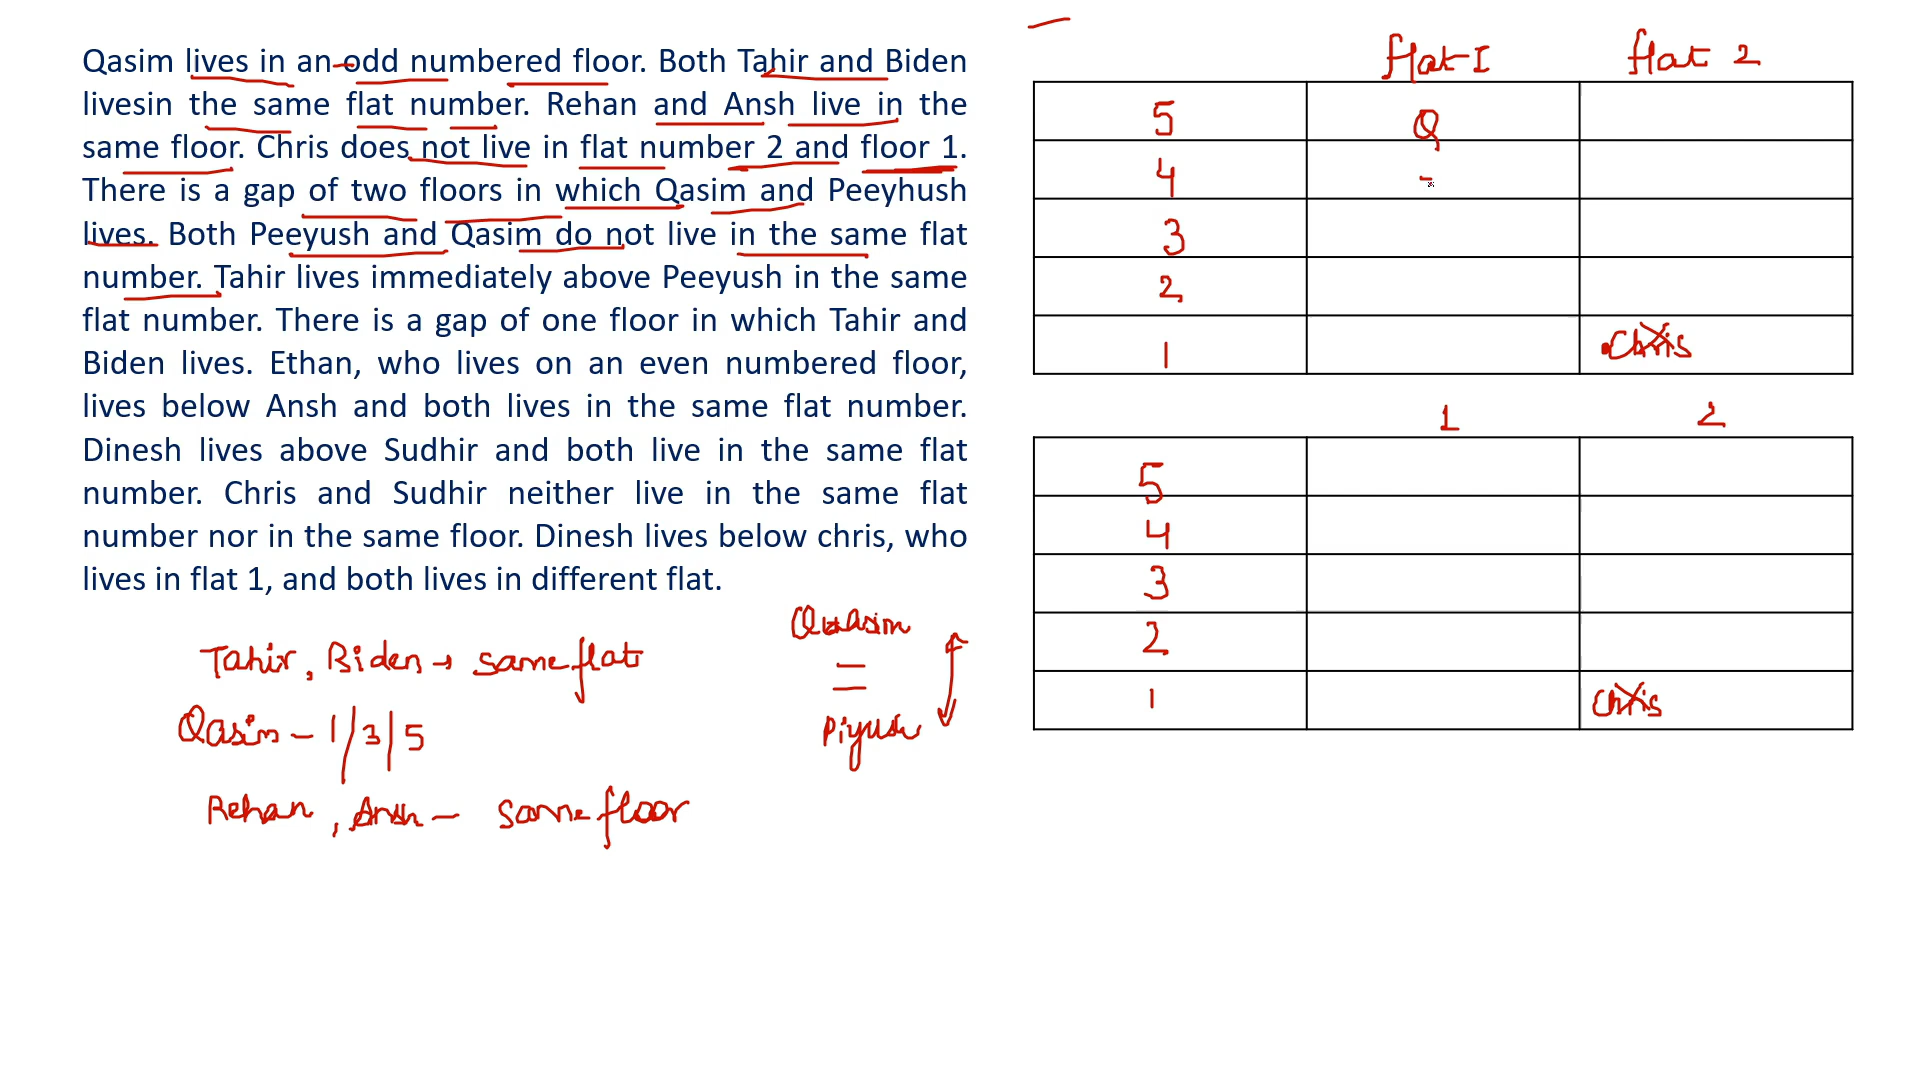 Qasim lives in an odd numbered floor. Both Tahir and Biden
livesin the same flat number. Rehan and Ansh live in the
same floor. Chris does not live in flat number 2 and floor 1.
There is a gap of two floors in which Qasim and Peeyhush
lives. Both Peeyush and Qasim do not live in the same flat
number. Tahir lives immediately above Peeyush in the same
flat number. There is a gap of one floor in which Tahir and
Biden lives. Ethan, who lives on an even numbered floor,
lives below Ansh and both lives in the same flat number.
Dinesh lives above Sudhir and both live in the same flat
number. Chris and Sudhir neither live in the same flat
number nor in the same floor. Dinesh lives below chris, who
lives in flat 1, and both lives in different flat.
Tahir, Biden → same flat
Qasim - 1/3/5
Rehan, Ansh - same floor
Piyush
flat I flat 2
5 Q
4 -
3
2
1 Chris
1 2
5
4
3
2
1 Chris